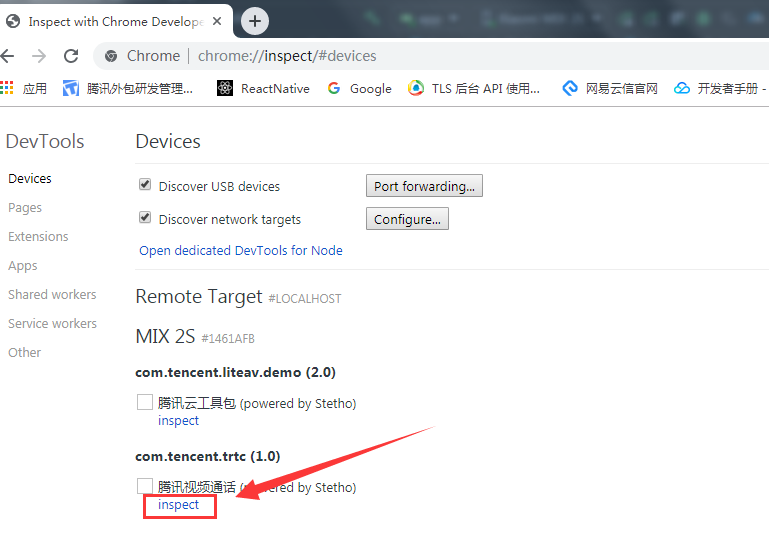 Inspect with Chrome Develope
Chrome | chrome://inspect/#devices
应用 腾讯外包研发管理... ReactNative Google TLS 后台 API 使用... 网易云信官网 开发者手册 -
DevTools
Devices
Pages
Extensions
Apps
Shared workers
Service workers
Other
Devices
Discover USB devices Port forwarding...
Discover network targets Configure...
Open dedicated DevTools for Node
Remote Target #LOCALHOST
MIX 2S #1461AFB
com.tencent.liteav.demo (2.0)
腾讯云工具包 (powered by Stetho)
inspect
com.tencent.trtc (1.0)
腾讯视频通话 (powered by Stetho)
inspect